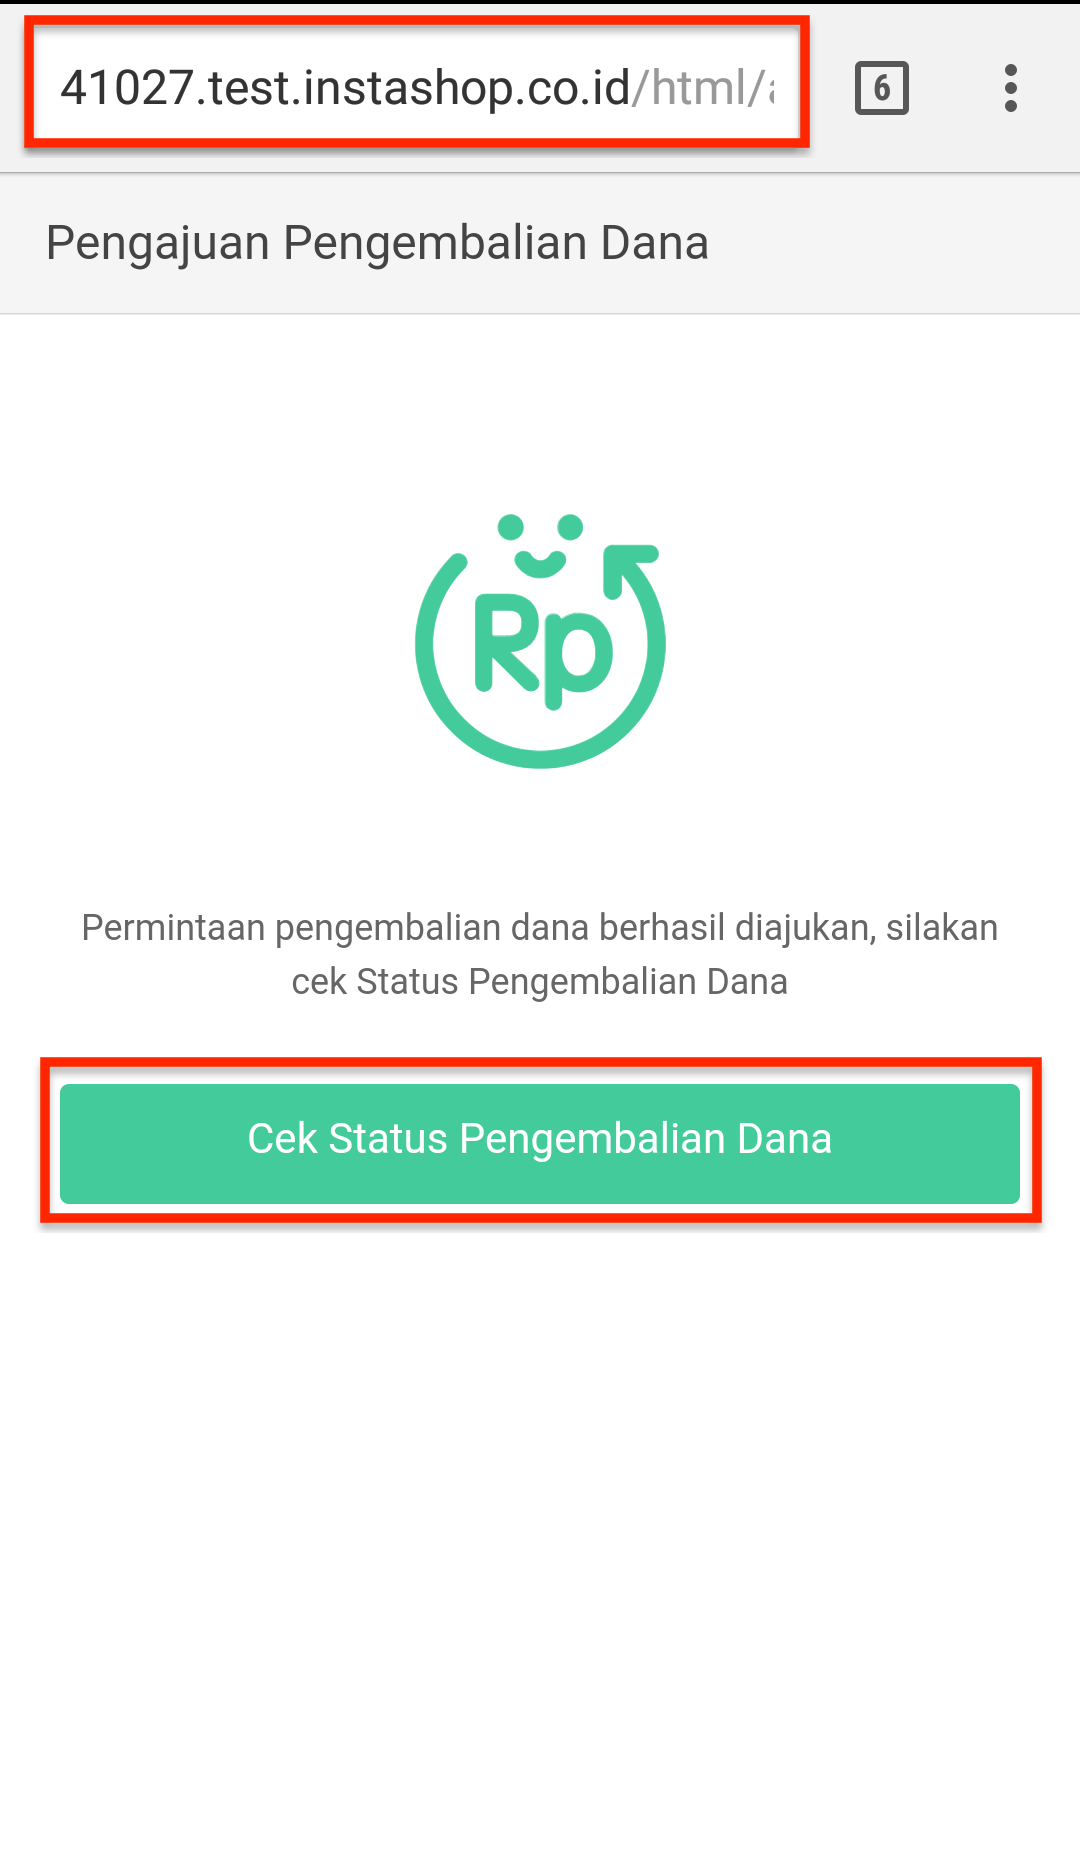 41027.test.instashop.co.id/html/
6
Pengajuan Pengembalian Dana
Rp
Permintaan pengembalian dana berhasil diajukan, silakan
cek Status Pengembalian Dana
Cek Status Pengembalian Dana